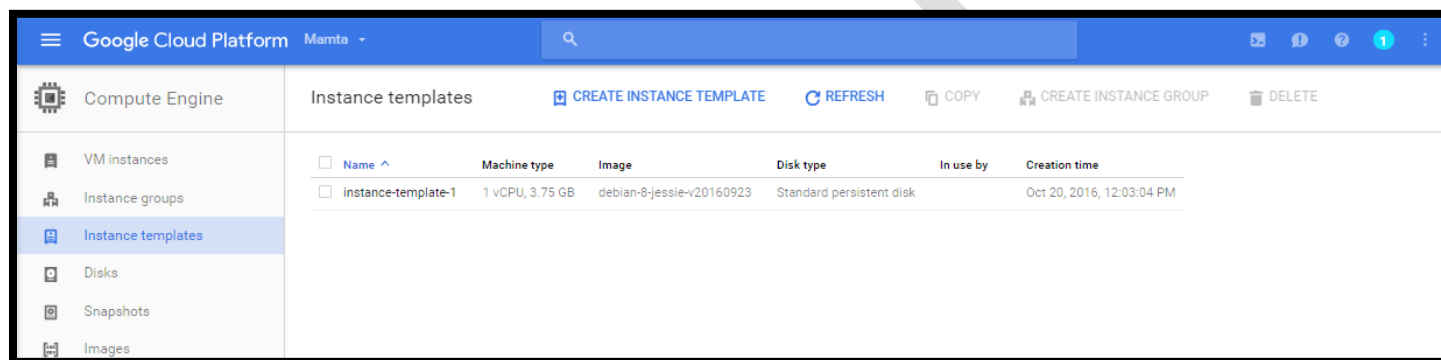 Google Cloud Platform Mamta 1
Compute Engine
Instance templates CREATE INSTANCE TEMPLATE REFRESH COPY CREATE INSTANCE GROUP DELETE
VM instances
Instance groups
Instance templates
Disks
Snapshots
Images
Name Machine type Image Disk type In use by Creation time
instance-template-1 1 vCPU, 3.75 GB debian-8-jessie-v20160923 Standard persistent disk Oct 20, 2016, 12:03:04 PM